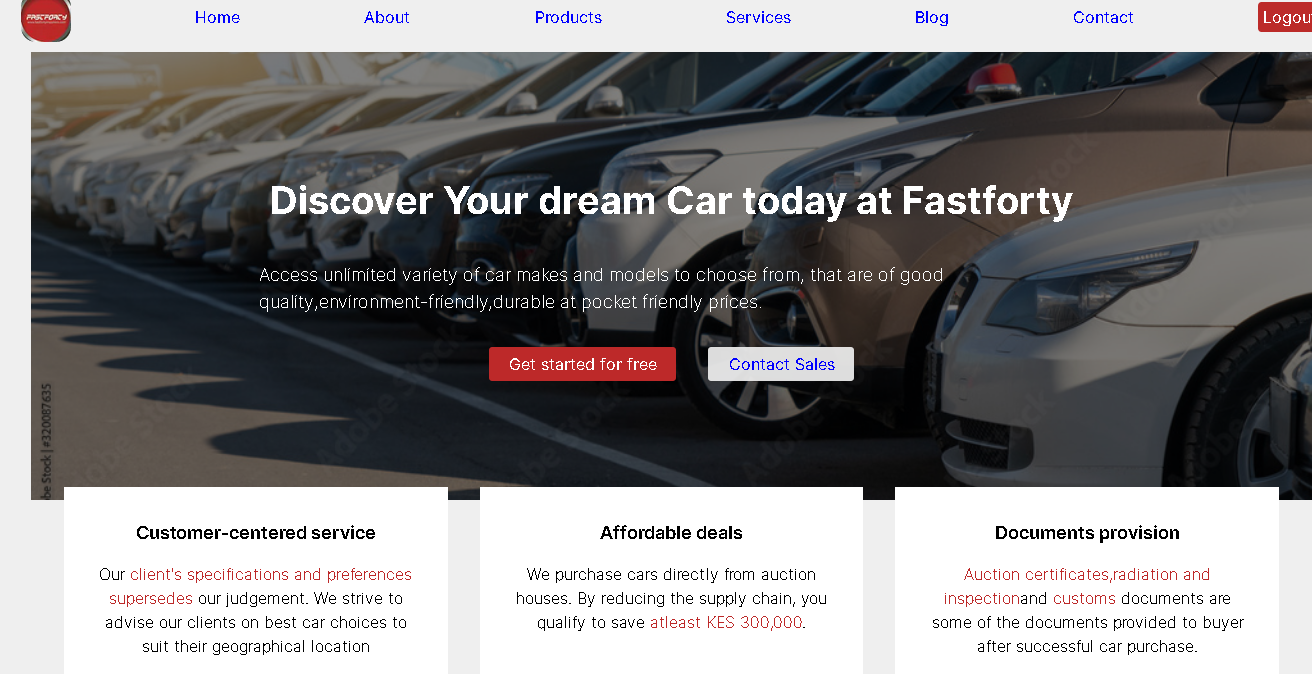 FASTFORTY
Home About Products Services Blog Contact Logou
Discover Your dream Car today at Fastforty
Access unlimited variety of car makes and models to choose from, that are of good
quality,environment-friendly,durable at pocket friendly prices.
Get started for free Contact Sales
be Stock | #320087635
Adobe Stock
Customer-centered service
Our client's specifications and preferences
supersedes our judgement. We strive to
advise our clients on best car choices to
suit their geographical location
Affordable deals
We purchase cars directly from auction
houses. By reducing the supply chain, you
qualify to save atleast KES 300,000.
Documents provision
Auction certificates,radiation and
inspectionand customs documents are
some of the documents provided to buyer
after successful car purchase.